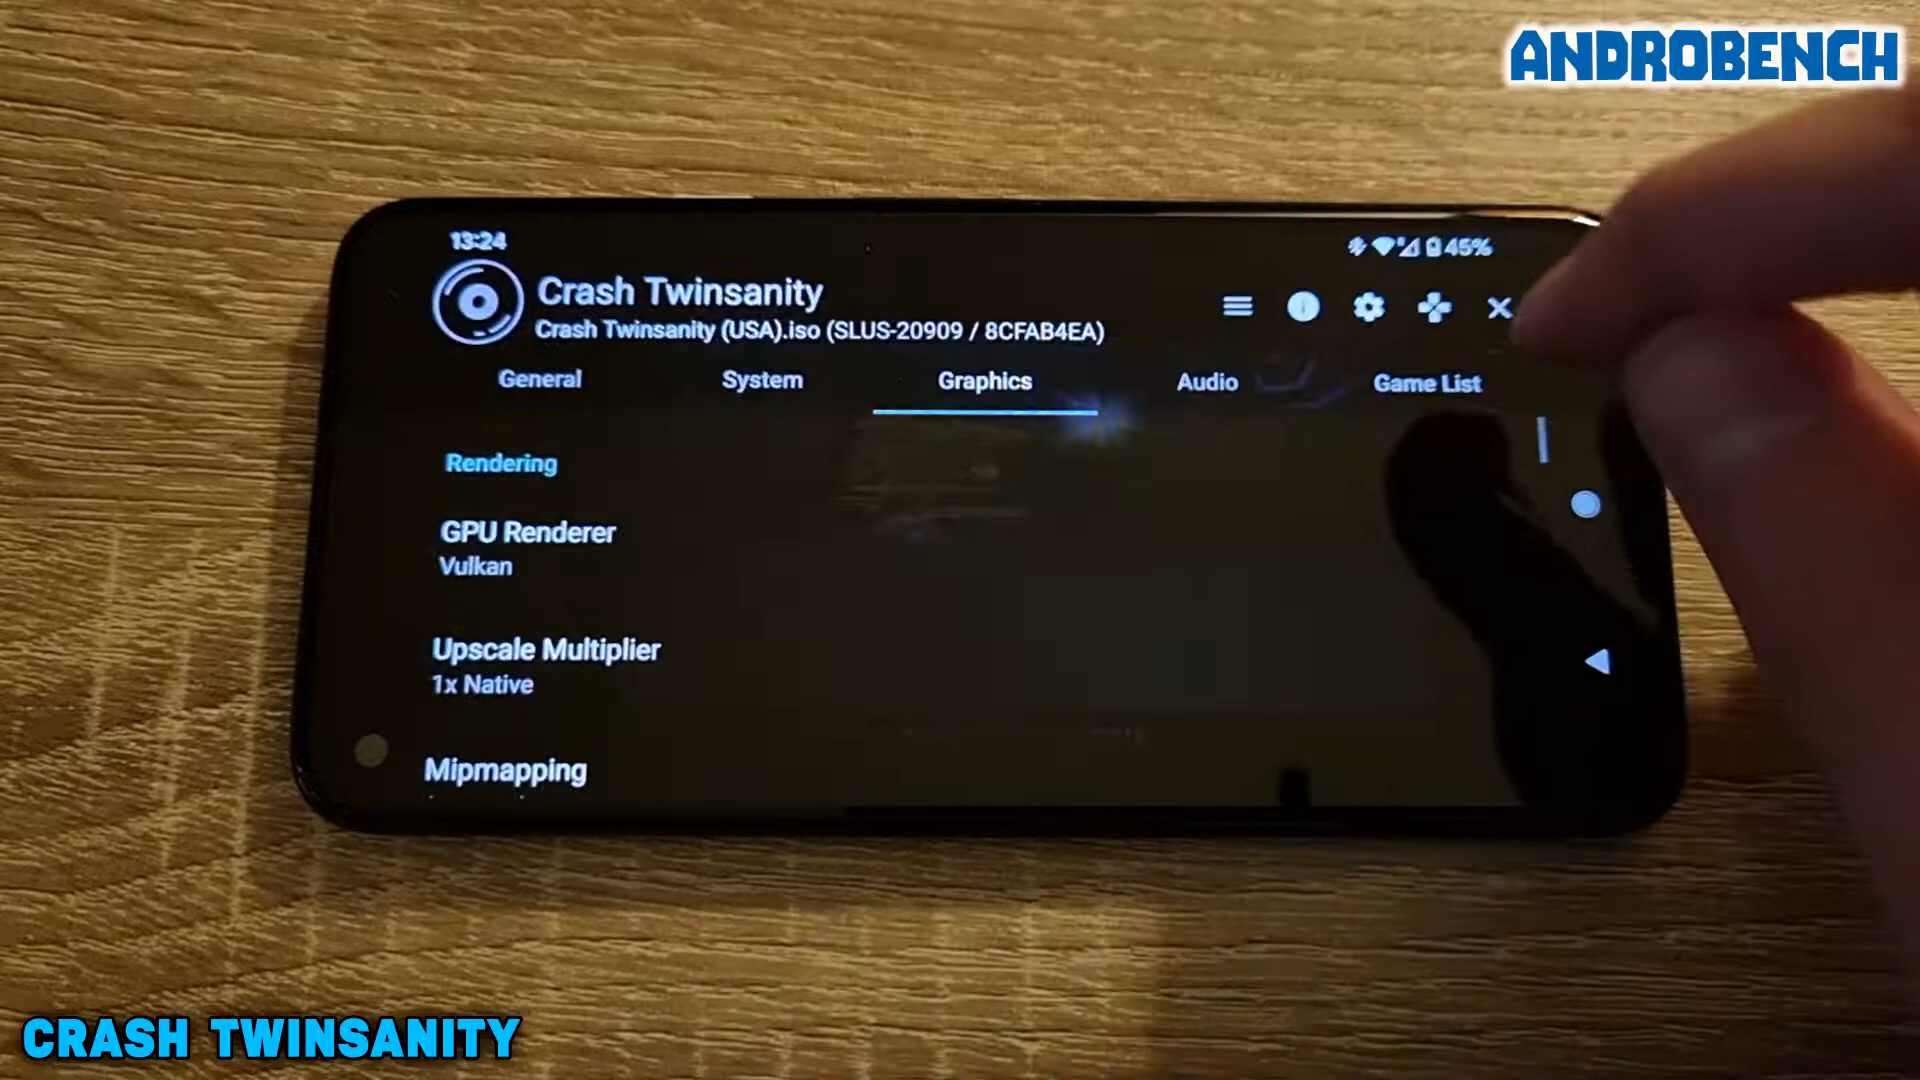 ANDROBENCH
13:24
45%
Crash Twinsanity
Crash Twinsanity (USA).iso (SLUS-20909 / 8CFAB4EA)
General System Graphics Audio Game List
Rendering
GPU Renderer
Vulkan
Upscale Multiplier
1x Native
Mipmapping
CRASH TWINSANITY